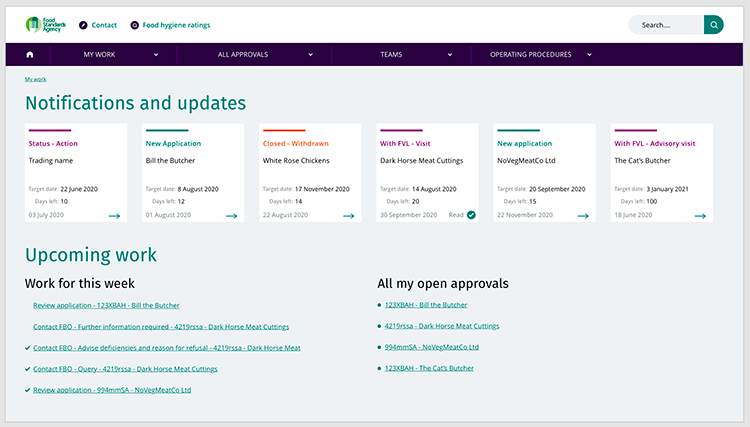 Food
Standards
Agency
Contact
Food hygiene ratings
Search....
MY WORK
ALL APPROVALS
TEAMS
OPERATING PROCEDURES
My work
Notifications and updates
Status - Action
Trading name
Target date: 22 June 2020
Days left: 10
03 July 2020
New Application
Bill the Butcher
Target date: 8 August 2020
Days left: 12
01 August 2020
Closed - Withdrawn
White Rose Chickens
Target date: 17 November 2020
Days left: 14
22 August 2020
With FVL - Visit
Dark Horse Meat Cuttings
Target date: 14 August 2020
Days left: 20
30 September 2020 Read
New application
NoVegMeatCo Ltd
Target date: 20 September 2020
Days left: 15
22 November 2020
With FVL - Advisory visit
The Cat's Butcher
Target date: 3 January 2021
Days left: 100
18 June 2020
Upcoming work
Work for this week
Review application - 123XBAH - Bill the Butcher
Contact FBO - Further information required - 4219rssa - Dark Horse Meat Cuttings
Contact FBO - Advise deficiencies and reason for refusal - 4219rssa - Dark Horse Meat
Contact FBO - Query - 4219rssa - Dark Horse Meat Cuttings
Review application - 994mmSA - NoVegMeatCo Ltd
All my open approvals
123XBAH - Bill the Butcher
4219rssa - Dark Horse Meat Cuttings
994mmSA - NoVegMeatCo Ltd
123XBAH - The Cat's Butcher